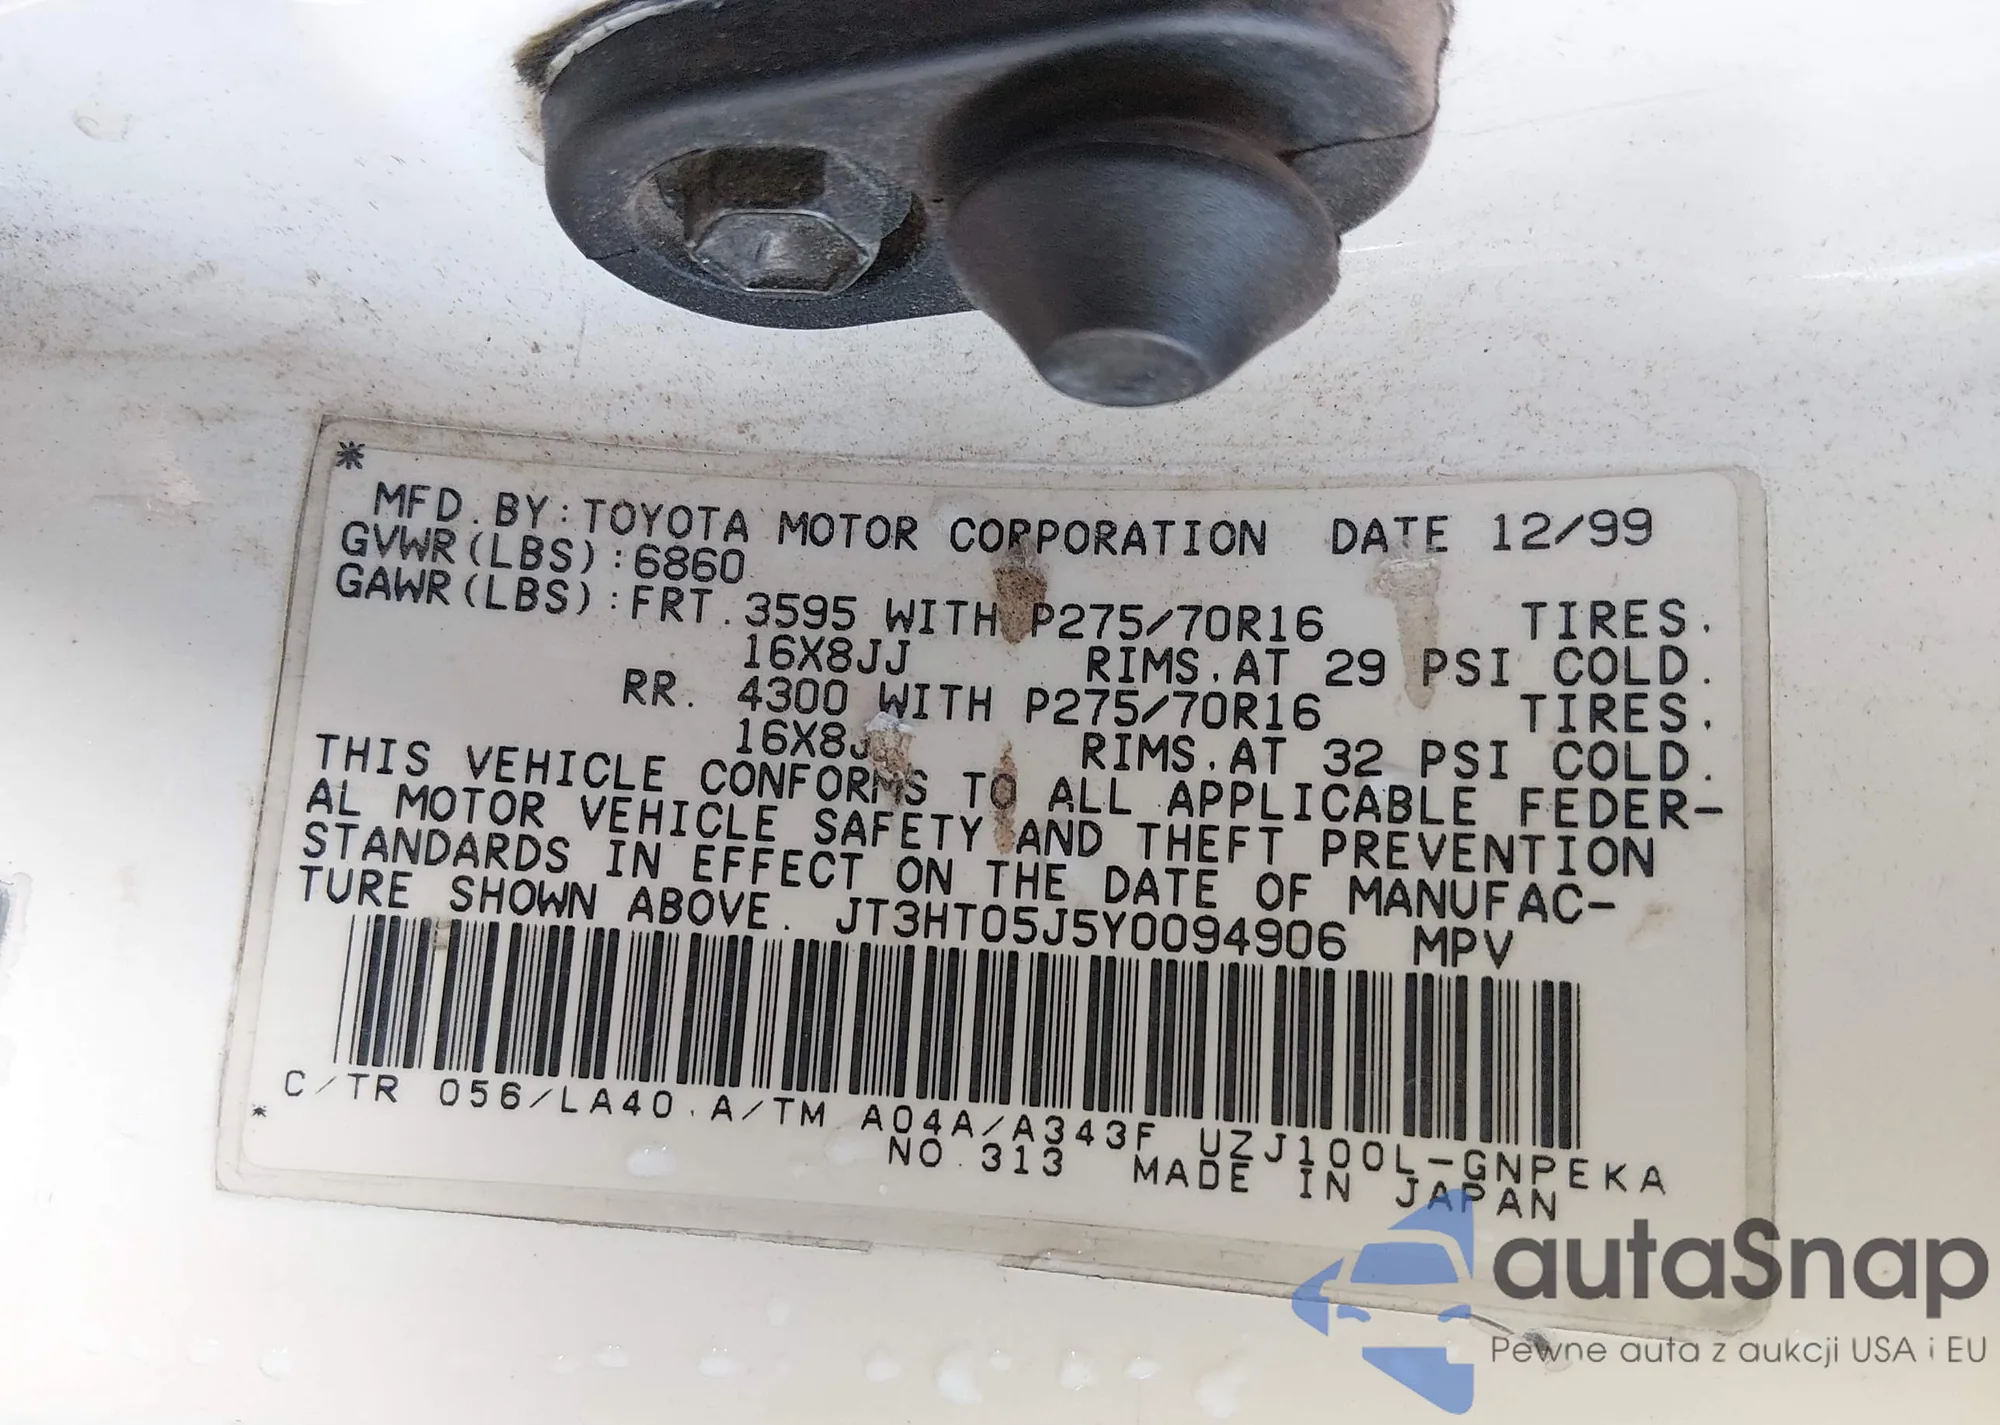 *
MFD. BY: TOYOTA MOTOR CORPORATION DATE 12/99
GVWR(LBS):6860
GAWR(LBS):FRT. 3595 WITH P275/70R16 TIRES.
16X8JJ RIMS.AT 29 PSI COLD.
RR. 4300 WITH P275/70R16 TIRES.
16X8JJ RIMS.AT 32 PSI COLD.
THIS VEHICLE CONFORMS TO ALL APPLICABLE FEDER-
AL MOTOR VEHICLE SAFETY AND THEFT PREVENTION
STANDARDS IN EFFECT ON THE DATE OF MANUFAC-
TURE SHOWN ABOVE. JT3HT05J5Y0094906 MPV
C/TR 056/LA40.A/TM A04A/A343F UZJ100L-GNPEKA
* NO.313 MADE IN JAPAN
autaSnap
Pewne auta z aukcji USA i EU